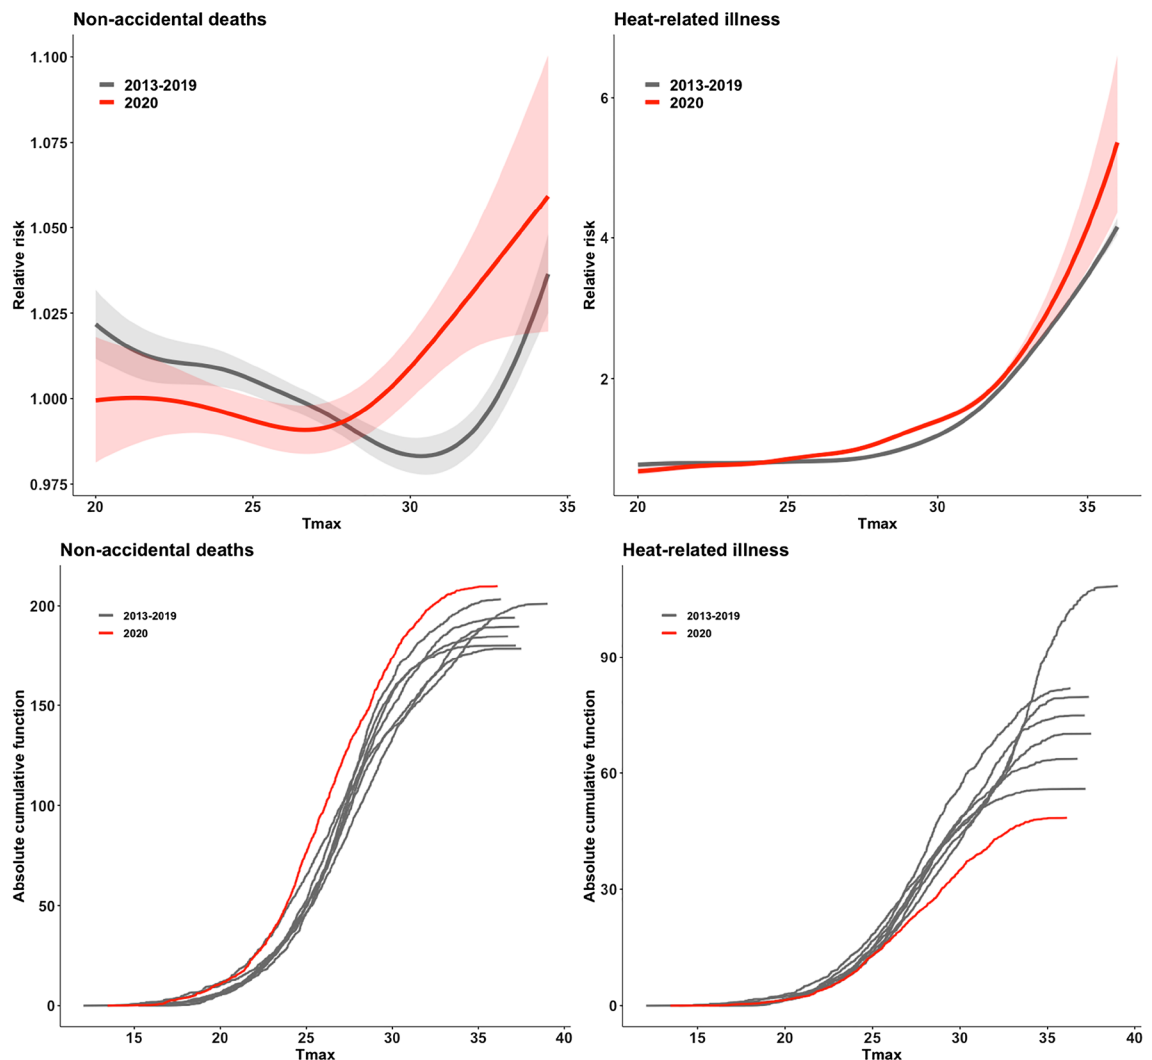 Non-accidental deaths
1.100
1.075
1.050
1.025
1.000
0.975
Relative risk
2013-2019
2020
20 25 30 35
Tmax
Heat-related illness
6
4
2
Relative risk
2013-2019
2020
20 25 30 35
Tmax
Non-accidental deaths
200
150
100
50
0
Absolute cumulative function
2013-2019
2020
15 20 25 30 35 40
Tmax
Heat-related illness
90
60
30
0
Absolute cumulative function
2013-2019
2020
15 20 25 30 35 40
Tmax